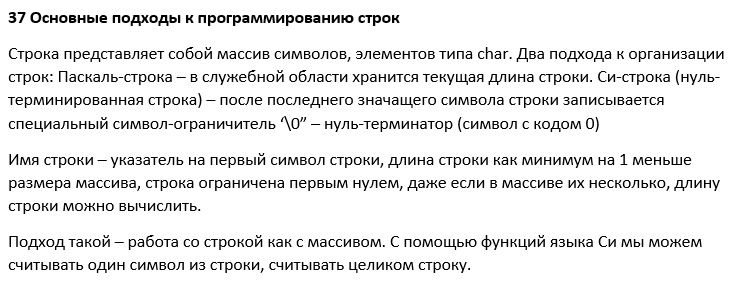 37 Основные подходы к программированию строк
Строка представляет собой массив символов, элементов типа char. Два подхода к организации
строк: Паскаль-строка – в служебной области хранится текущая длина строки. Си-строка (нуль-
терминированная строка) – после последнего значащего символа строки записывается
специальный символ-ограничитель ‘\0” – нуль-терминатор (символ с кодом 0)
Имя строки – указатель на первый символ строки, длина строки как минимум на 1 меньше
размера массива, строка ограничена первым нулем, даже если в массиве их несколько, длину
строки можно вычислить.
Подход такой – работа со строкой как с массивом. С помощью функций языка Си мы можем
считывать один символ из строки, считывать целиком строку.